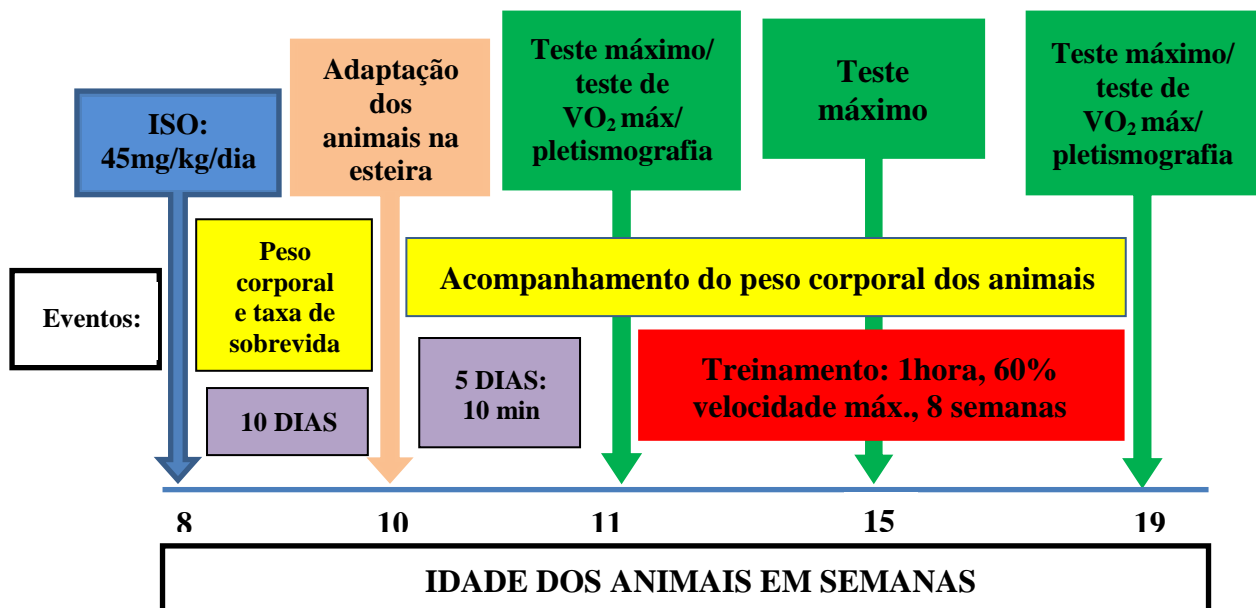 ISO:
45mg/kg/dia
Adaptação
dos
animais na
esteira
Teste máximo/
teste de
VO₂ máx/
pletismografia
Teste
máximo
Teste máximo/
teste de
VO₂ máx/
pletismografia
Eventos:
Peso
corporal
e taxa de
sobrevida
Acompanhamento do peso corporal dos animais
10 DIAS
5 DIAS:
10 min
Treinamento: 1hora, 60%
velocidade máx., 8 semanas
8 10 11 15 19
IDADE DOS ANIMAIS EM SEMANAS